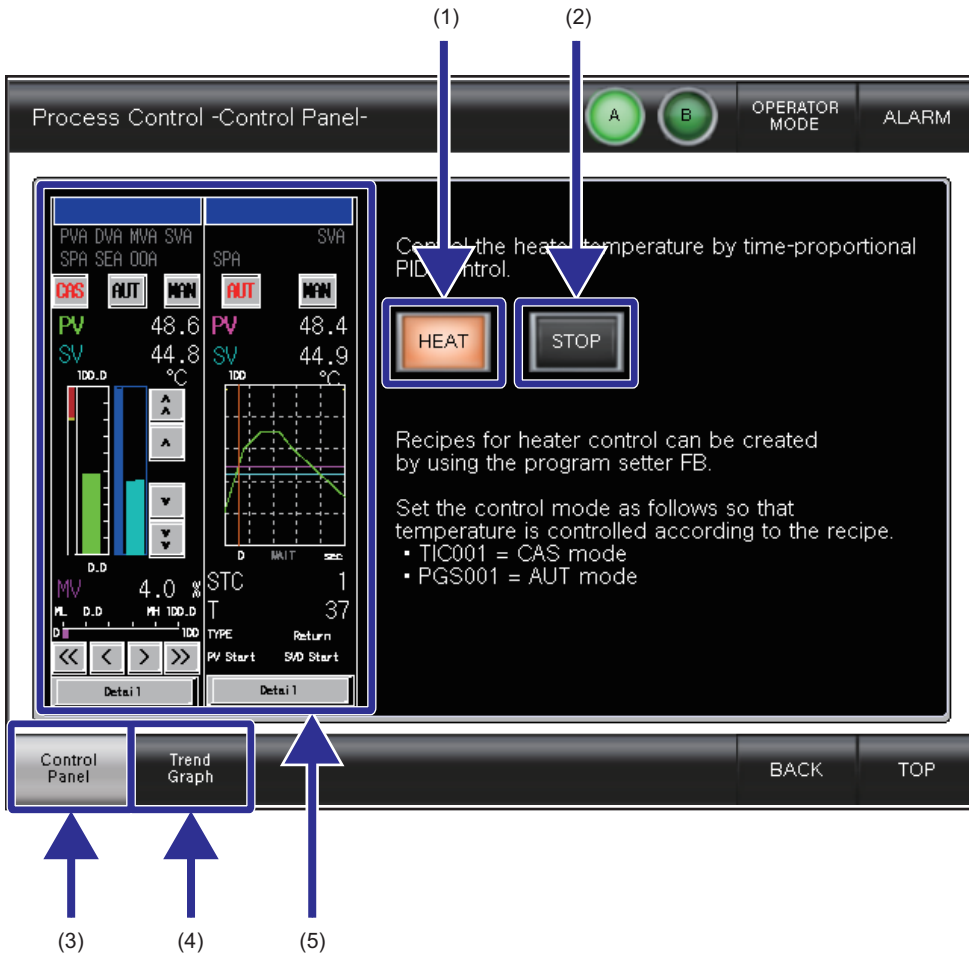 (1)
(2)
Process Control -Control Panel-
A
B
OPERATOR
MODE
ALARM
PVA DVA MVA SVA
SPA SEA OOA
CAS
AUT
MAN
PV
48.6
SV
44.8
°C
100.0
0.0
MV
4.0 %
ML 0.0 MH 100.0
0
100
<<
<
>
>>
Detail
SVA
SPA
AUT
MAN
PV
48.4
SV
44.9
°C
100
0
WAIT
sec
STC
1
T
37
TYPE
Return
PV Start
SV0 Start
Detail
the heater temperature by time-proportional
HEAT
STOP
Recipes for heater control can be created
by using the program setter FB.
Set the control mode as follows so that
temperature is controlled according to the recipe.
▪ TIC001 = CAS mode
▪ PGS001 = AUT mode
Control
Panel
Trend
Graph
BACK
TOP
(3)
(4)
(5)